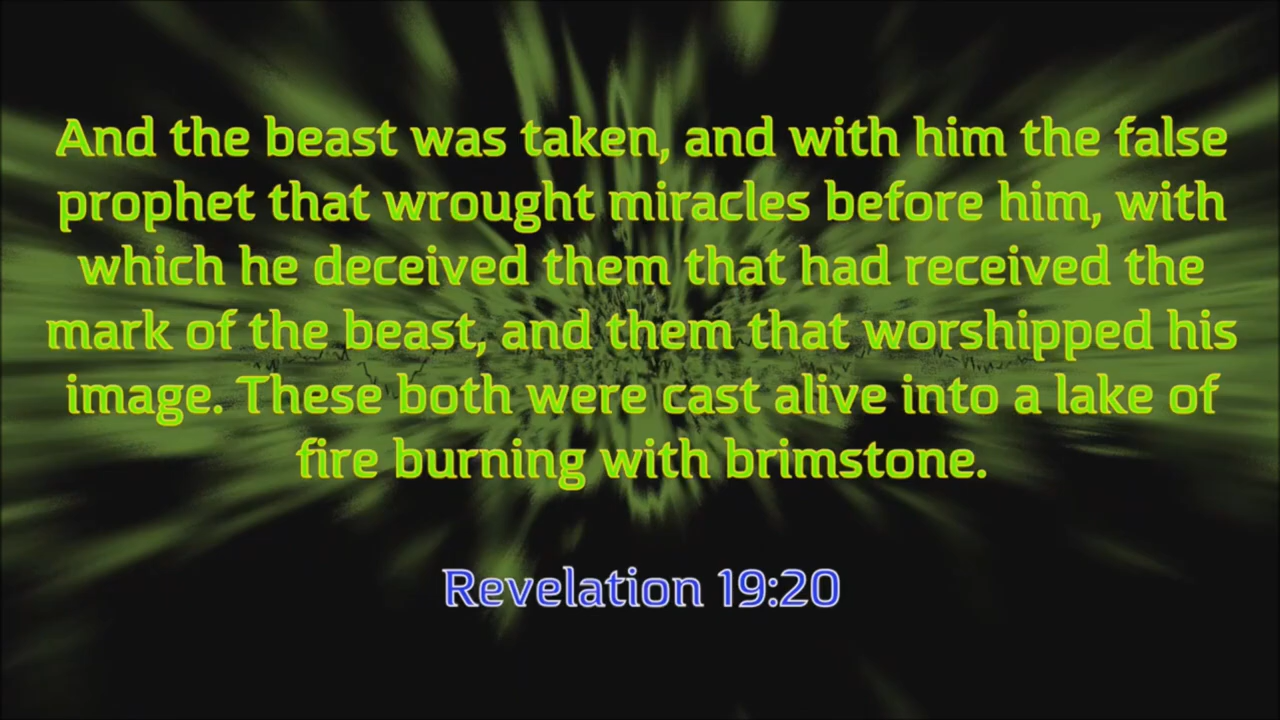 And the beast was taken, and with him the false
prophet that wrought miracles before him, with
which he deceived them that had received the
mark of the beast, and them that worshipped his
image. These both were cast alive into a lake of
fire burning with brimstone.
Revelation 19:20